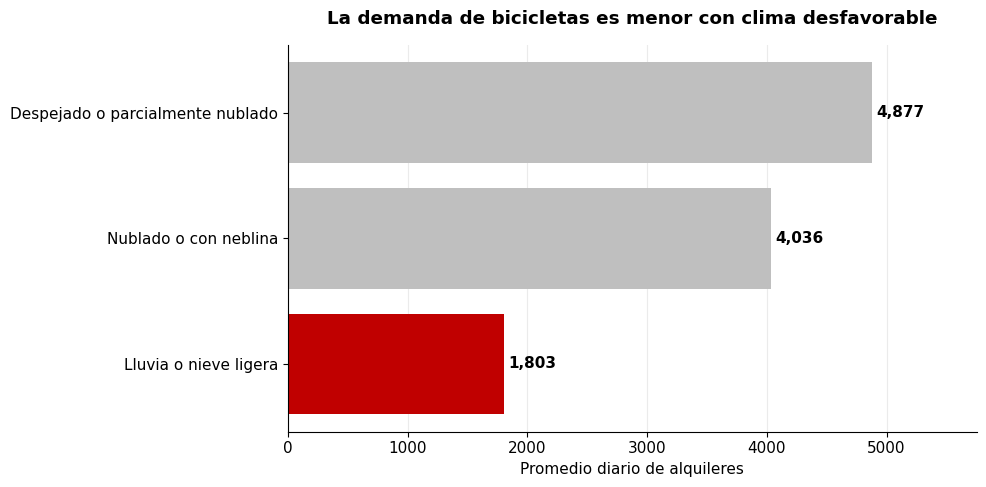 La demanda de bicicletas es menor con clima desfavorable
Despejado o parcialmente nublado
4,877
Nublado o con neblina
4,036
Lluvia o nieve ligera
1,803
0 1000 2000 3000 4000 5000
Promedio diario de alquileres